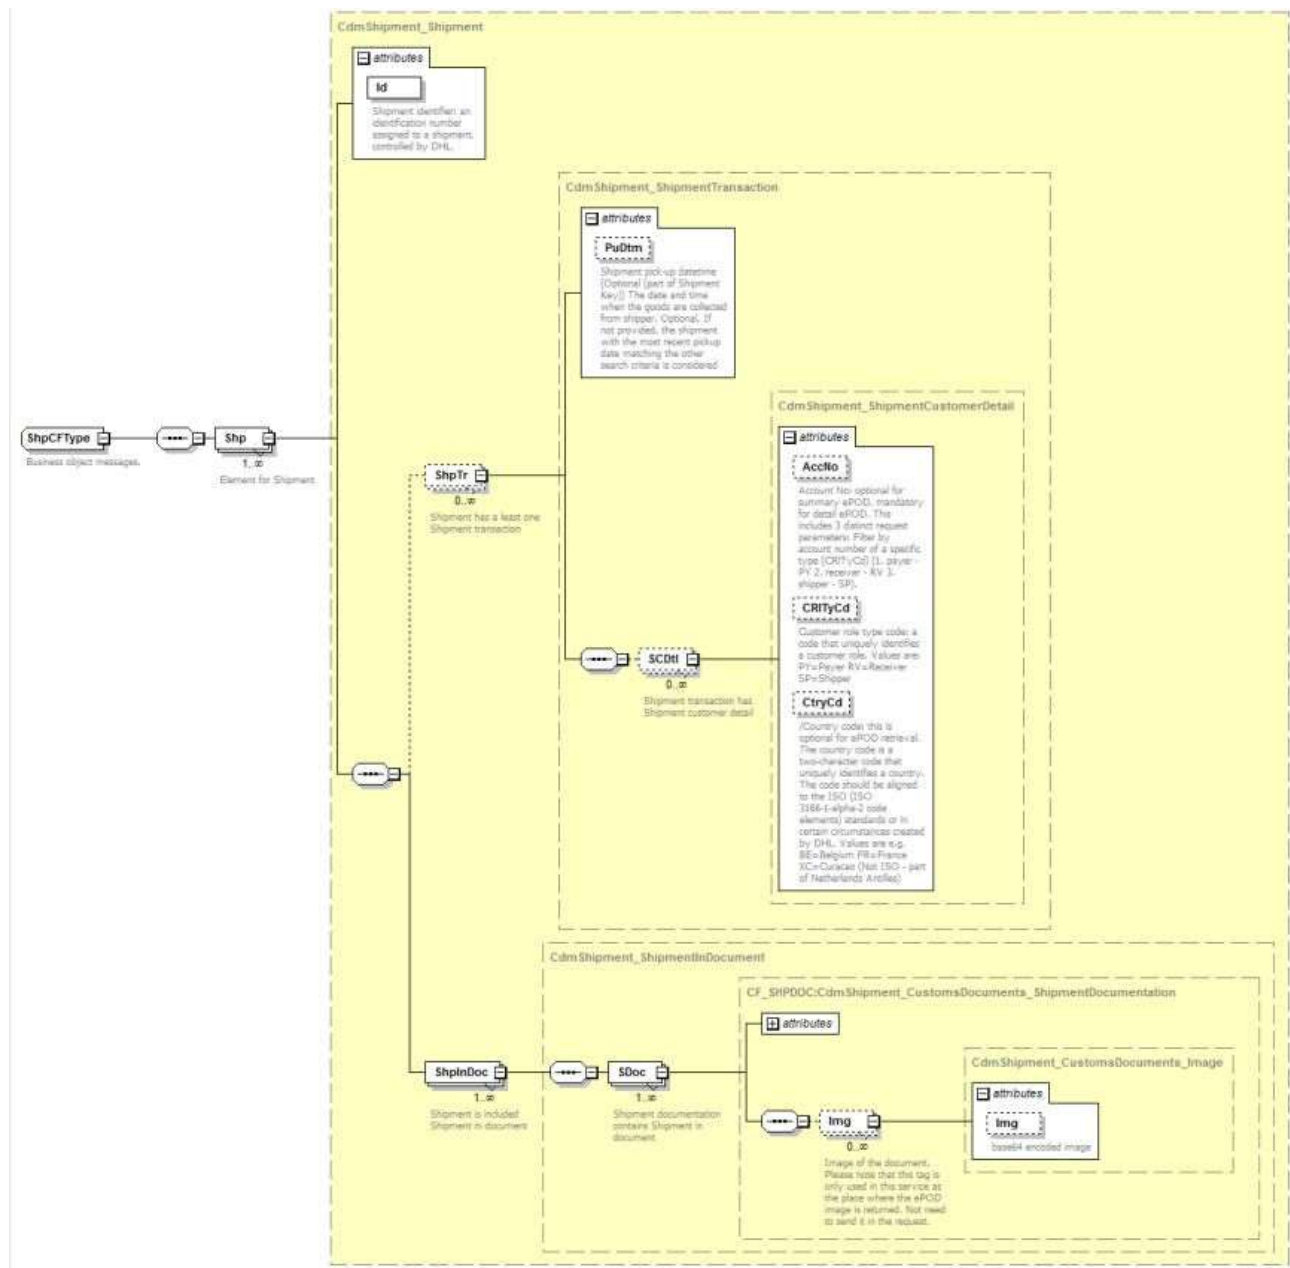 CdmShipment_Shipment
attributes
Id
Shipment identifier: an
identification number
assigned to a shipment,
controlled by DHL.
CdmShipment_ShipmentTransaction
attributes
PuDtm
Shipment pick-up datetime
(Optional (part of Shipment
Key)) The date and time
when the goods are collected
from shipper. Optional. If
not provided, the shipment
with the most recent pickup
date matching the other
search criteria is considered
CdmShipment_ShipmentCustomerDetail
attributes
AccNo
Account No: optional for
summary ePOD, mandatory
for detail ePOD. This
includes 3 distinct request
parameters: Filter by
account number of a specific
type (CRlTyCd) (1. payer -
PY 2. receiver - RV 3.
shipper - SP).
CRlTyCd
Customer role type code: a
code that uniquely identifies
a customer role. Values are:
PY=Payer RV=Receiver
SP=Shipper
CtryCd
/Country code: this is
optional for ePOD retrieval.
The country code is a
two-character code that
uniquely identifies a country.
The code should be aligned
to the ISO (ISO
3166-1-alpha-2 code
elements) standards or in
certain circumstances created
by DHL. Values are e.g.
BE=Belgium FR=France
XC=Curacao (Not ISO - part
of Netherlands Antilles)
ShpCFType
Business object messages.
Shp
1..∞
Element for Shipment
ShpTr
0..∞
Shipment has a least one
Shipment transaction
SCDtl
0..∞
Shipment transaction has
Shipment customer detail
CdmShipment_ShipmentInDocument
CF_SHPDOC:CdmShipment_CustomsDocuments_ShipmentDocumentation
attributes
CdmShipment_CustomsDocuments_Image
attributes
Img
base64 encoded image
ShpInDoc
1..∞
Shipment is included
Shipment in document
SDoc
1..∞
Shipment documentation
contains Shipment in
document.
Img
0..∞
Image of the document.
Please note that this tag is
only used in this service as
the place where the ePOD
image is returned. Not need
to send it in the request.